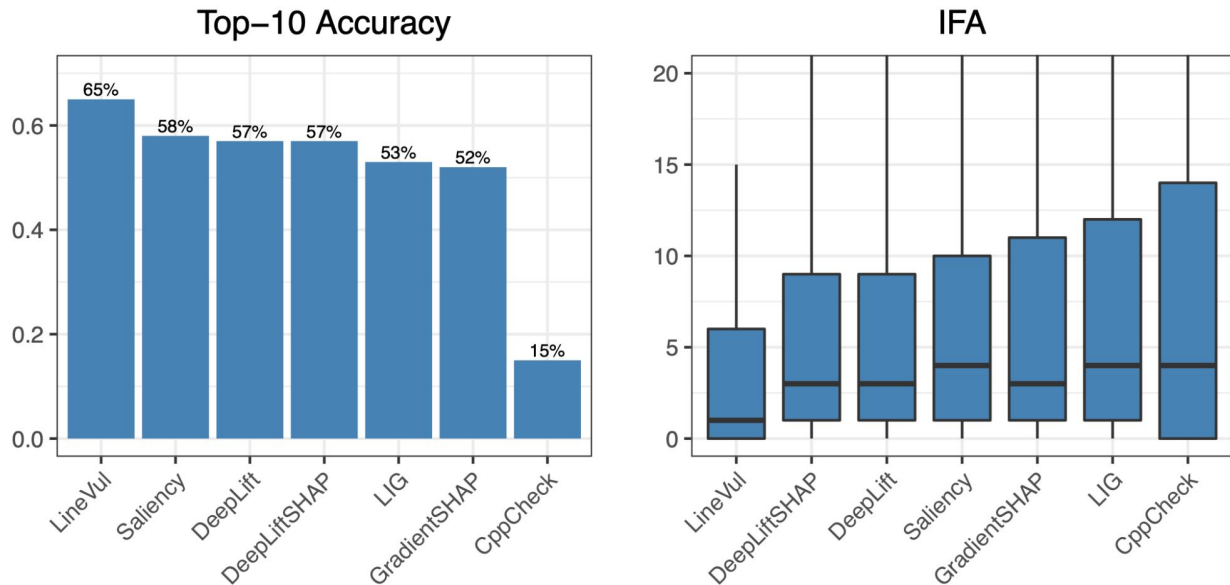 Top-10 Accuracy
0.6
0.4
0.2
0.0
65%
58%
57%
57%
53%
52%
15%
LineVul
Saliency
DeepLift
DeepLiftSHAP
LIG
GradientSHAP
CppCheck
IFA
20
15
10
5
0
LineVul
DeepLiftSHAP
DeepLift
Saliency
GradientSHAP
LIG
CppCheck